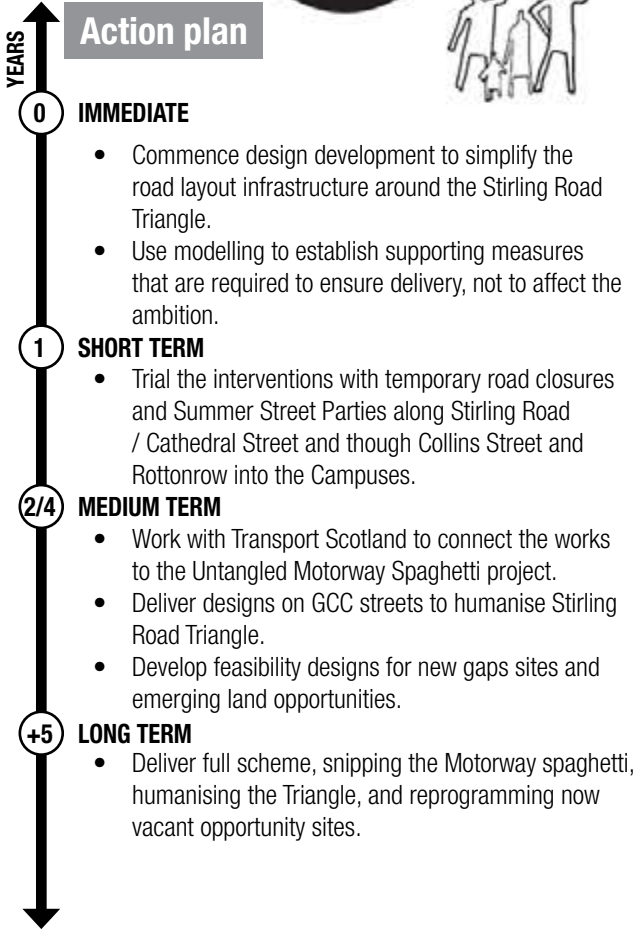 YEARS
Action plan
0 IMMEDIATE
• Commence design development to simplify the
road layout infrastructure around the Stirling Road
Triangle.
• Use modelling to establish supporting measures
that are required to ensure delivery, not to affect the
ambition.
1 SHORT TERM
• Trial the interventions with temporary road closures
and Summer Street Parties along Stirling Road
/ Cathedral Street and though Collins Street and
Rottonrow into the Campuses.
2/4 MEDIUM TERM
• Work with Transport Scotland to connect the works
to the Untangled Motorway Spaghetti project.
• Deliver designs on GCC streets to humanise Stirling
Road Triangle.
• Develop feasibility designs for new gaps sites and
emerging land opportunities.
+5 LONG TERM
• Deliver full scheme, snipping the Motorway spaghetti,
humanising the Triangle, and reprogramming now
vacant opportunity sites.